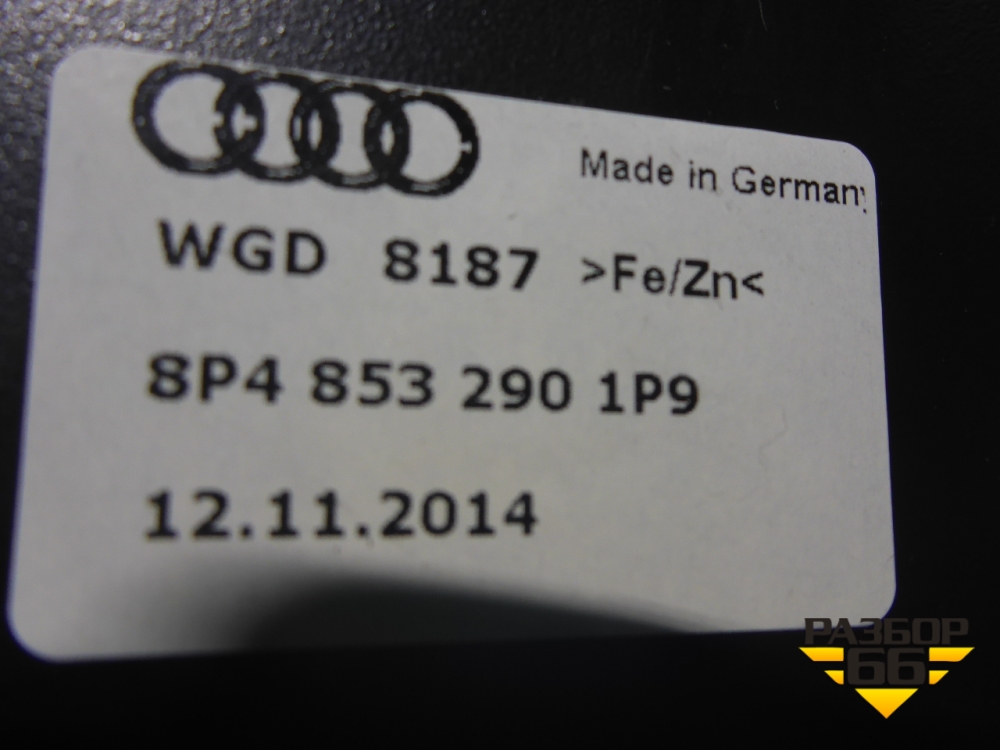 Made in Germany
WGD 8187 >Fe/Zn<
8P4 853 290 1P9
12.11.2014
РАЗБОР
66